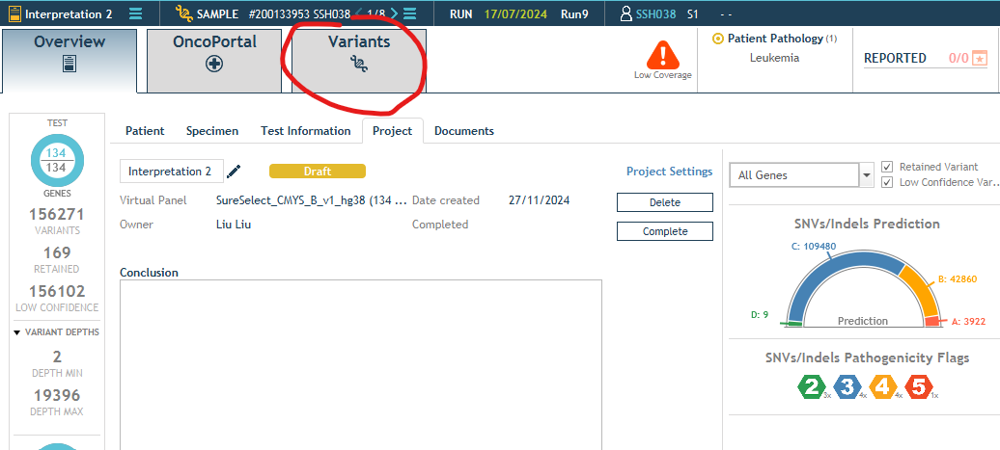 Interpretation 2 SAMPLE #200133953 SSH038 1/8 RUN 17/07/2024 Run9 SSH038 S1 - -
Overview OncoPortal Variants
Low Coverage
Patient Pathology (1)
Leukemia
REPORTED 0/0
TEST
134
134
GENES
156271
VARIANTS
169
RETAINED
156102
LOW CONFIDENCE
VARIANT DEPTHS
2
DEPTH MIN
19396
DEPTH MAX
Patient Specimen Test Information Project Documents
Interpretation 2 Draft Project Settings
Virtual Panel SureSelect_CMYS_B_v1_hg38 (134 ... Date created 27/11/2024 Delete
Owner Liu Liu Completed Complete
Conclusion
All Genes
Retained Variant
Low Confidence Var...
SNVs/Indels Prediction
C: 109480
B: 42860
D: 9
A: 3922
Prediction
SNVs/Indels Pathogenicity Flags
2 3x 3 4x 4 4x 5 1x